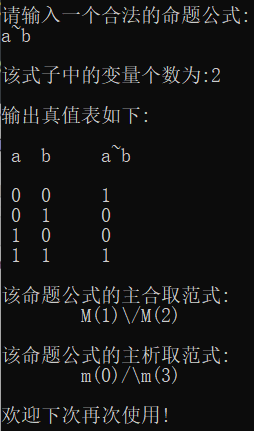 请输入一个合法的命题公式:
a~b
该式子中的变量个数为:2
输出真值表如下:
a b a~b
0 0 1
0 1 0
1 0 0
1 1 1
该命题公式的主合取范式:
M(1)\/M(2)
该命题公式的主析取范式:
m(0)/\m(3)
欢迎下次再次使用!